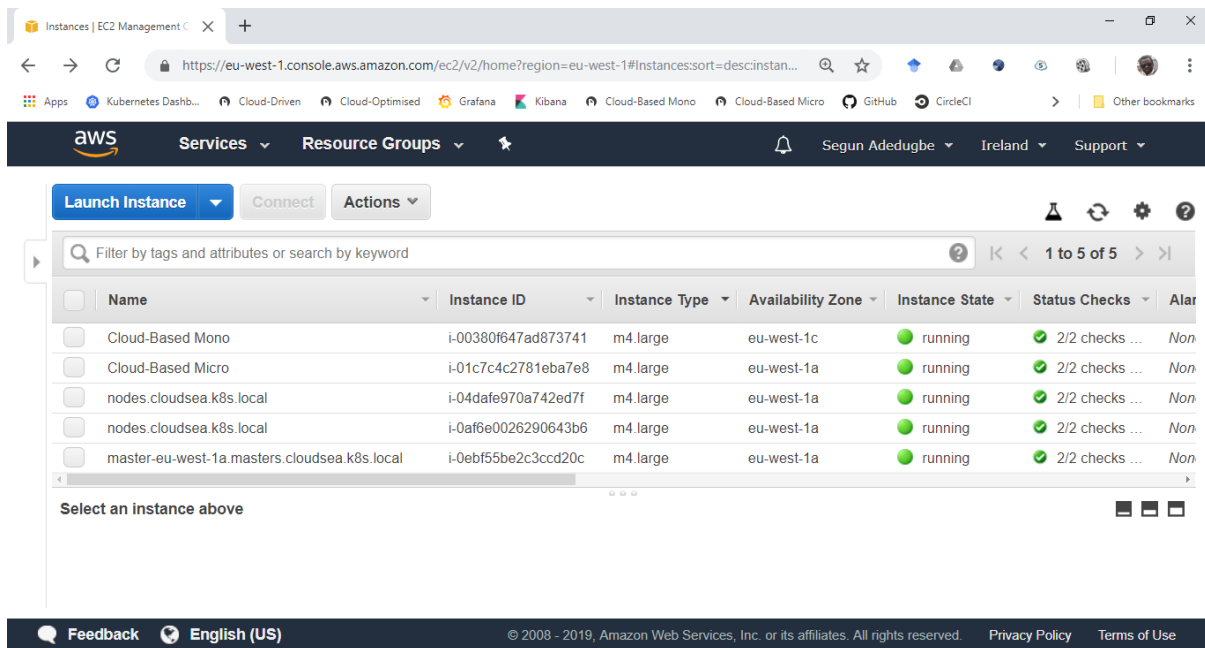 Instances | EC2 Management C
https://eu-west-1.console.aws.amazon.com/ec2/v2/home?region=eu-west-1#Instances:sort=desc:instan...
Apps Kubernetes Dashb... Cloud-Driven Cloud-Optimised Grafana Kibana Cloud-Based Mono Cloud-Based Micro GitHub CircleCI Other bookmarks
aws Services Resource Groups Segun Adedugbe Ireland Support
Launch Instance Connect Actions
Filter by tags and attributes or search by keyword 1 to 5 of 5
Name Instance ID Instance Type Availability Zone Instance State Status Checks Alar
Cloud-Based Mono i-00380f647ad873741 m4.large eu-west-1c running 2/2 checks ... Non
Cloud-Based Micro i-01c7c4c2781eba7e8 m4.large eu-west-1a running 2/2 checks ... Non
nodes.cloudsea.k8s.local i-04dafe970a742ed7f m4.large eu-west-1a running 2/2 checks ... Non
nodes.cloudsea.k8s.local i-0af6e0026290643b6 m4.large eu-west-1a running 2/2 checks ... Non
master-eu-west-1a.masters.cloudsea.k8s.local i-0ebf55be2c3ccd20c m4.large eu-west-1a running 2/2 checks ... Non
Select an instance above
Feedback English (US) © 2008 - 2019, Amazon Web Services, Inc. or its affiliates. All rights reserved. Privacy Policy Terms of Use